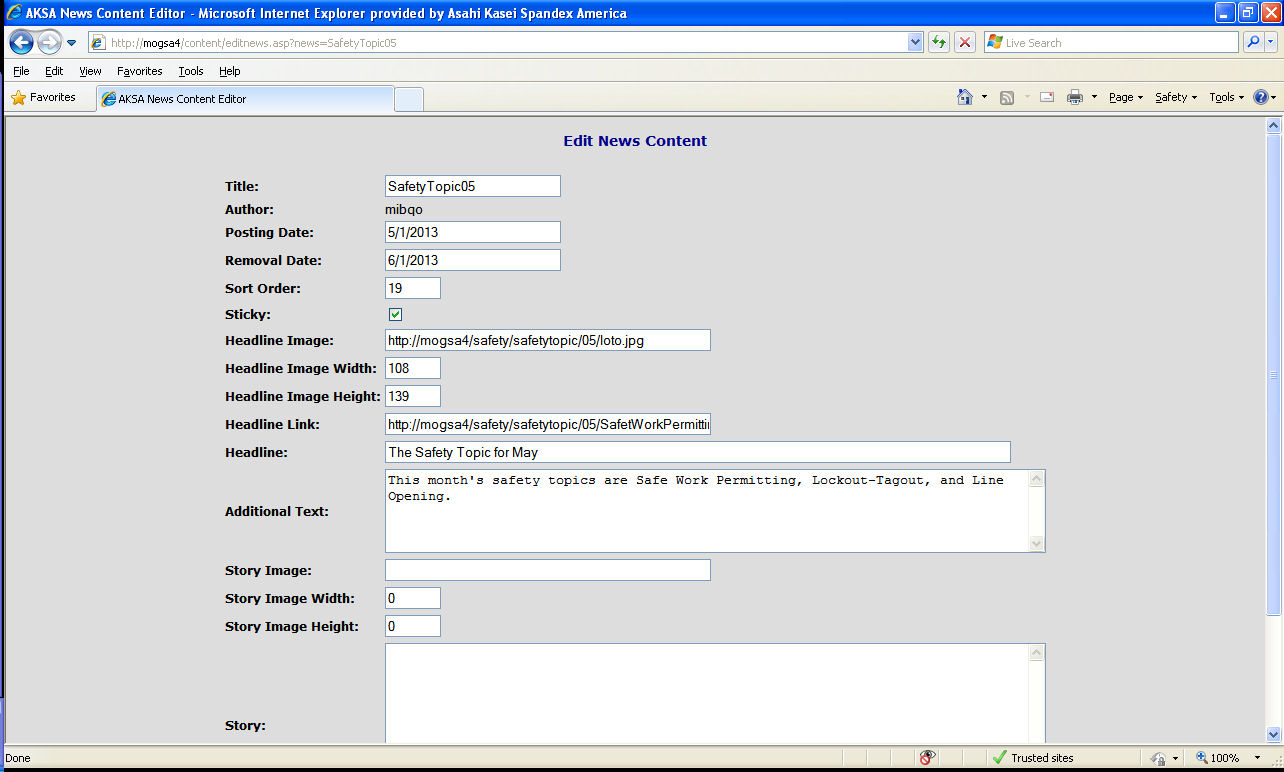 AKSA News Content Editor - Microsoft Internet Explorer provided by Asahi Kasei Spandex America
http://mogsa4/content/editnews.asp?news=SafetyTopic05
Live Search
File Edit View Favorites Tools Help
Favorites AKSA News Content Editor Page Safety Tools
Edit News Content
Title: SafetyTopic05
Author: mibqo
Posting Date: 5/1/2013
Removal Date: 6/1/2013
Sort Order: 19
Sticky:
Headline Image: http://mogsa4/safety/safetytopic/05/loto.jpg
Headline Image Width: 108
Headline Image Height: 139
Headline Link: http://mogsa4/safety/safetytopic/05/SafetWorkPermittin
Headline: The Safety Topic for May
Additional Text: This month's safety topics are Safe Work Permitting, Lockout-Tagout, and Line
Opening.
Story Image:
Story Image Width: 0
Story Image Height: 0
Story:
Done Trusted sites 100%